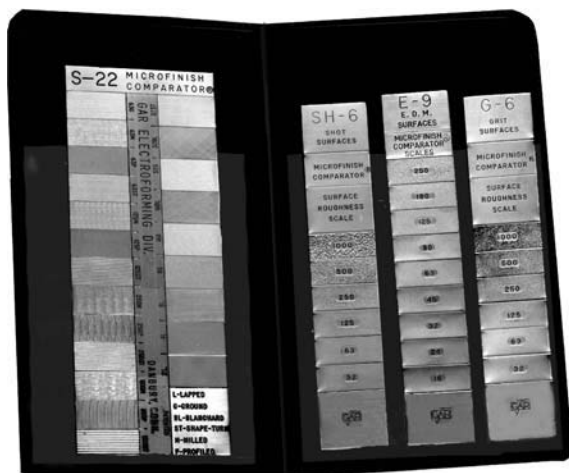 S-22 MICROFINISH
COMPARATOR®
GAR ELECTROFORMING DIV.
DANBURY, CONN.
L-LAPPED
G-GROUND
BL-BLANCHARD
ST-SHAPE-TURN
M-MILLED
P-PROFILED
SH-6
SHOT
SURFACES
MICROFINISH
COMPARATOR®
SURFACE
ROUGHNESS
SCALE
1000
500
250
125
63
32
GAR
E-9
E. D. M.
SURFACES
MICROFINISH
COMPARATOR
SCALES
250
180
125
90
63
45
32
16
GAR
G-6
GRIT
SURFACES
MICROFINISH
COMPARATOR
SURFACE
ROUGHNESS
SCALE
1000
500
250
125
63
32
GAR